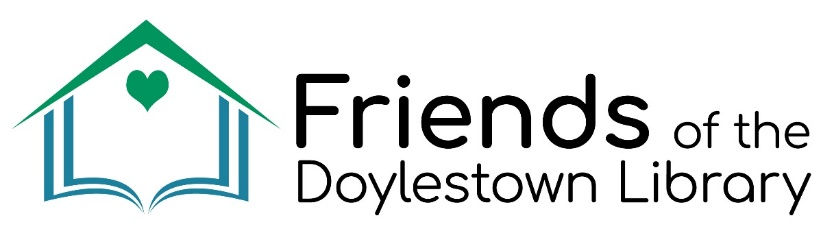 Friends of the
Doylestown Library